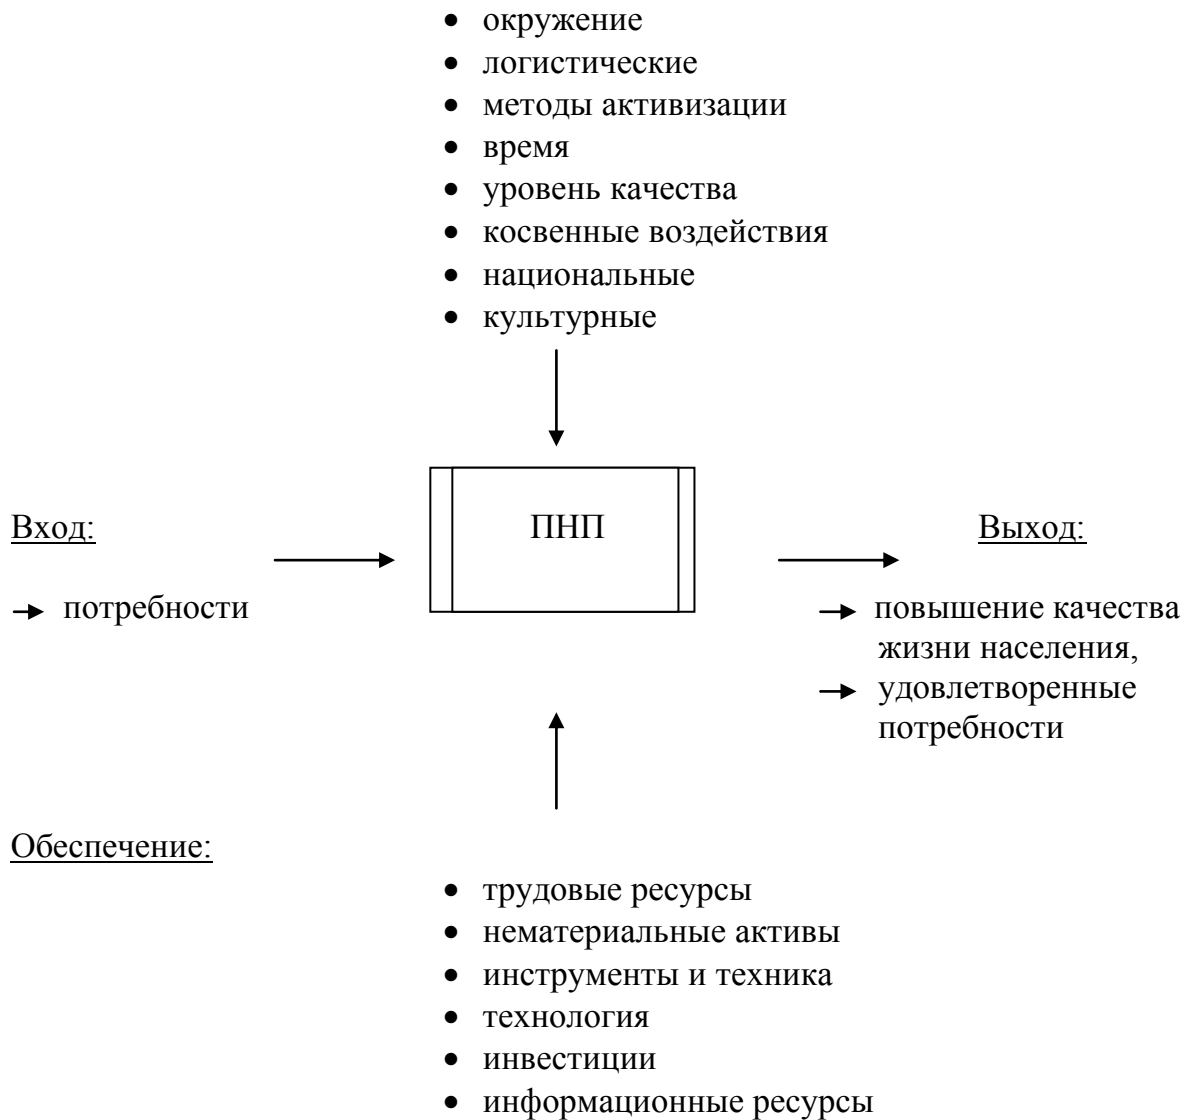 • окружение
• логистические
• методы активизации
• время
• уровень качества
• косвенные воздействия
• национальные
• культурные
Вход:
ПНП
Выход:
потребности
повышение качества
жизни населения,
удовлетворенные
потребности
Обеспечение:
• трудовые ресурсы
• нематериальные активы
• инструменты и техника
• технология
• инвестиции
• информационные ресурсы